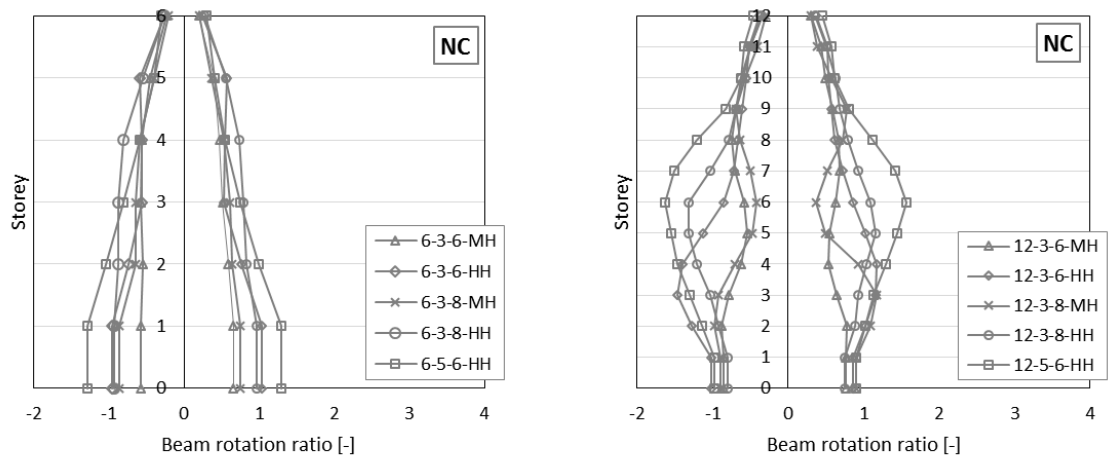 6
5
4
3
2
1
0
-2
-1
0
1
2
3
4
Storey
Beam rotation ratio [-]
NC
6-3-6-MH
6-3-6-HH
6-3-8-MH
6-3-8-HH
6-5-6-HH
12
11
10
9
8
7
6
5
4
3
2
1
0
-2
-1
0
1
2
3
4
Storey
Beam rotation ratio [-]
NC
12-3-6-MH
12-3-6-HH
12-3-8-MH
12-3-8-HH
12-5-6-HH